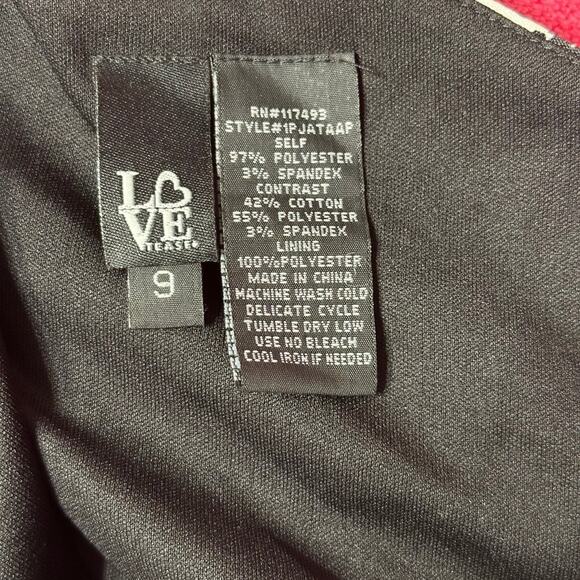 LOVE
TEASE
9
RN#117493
STYLE#1PJATAAP
SELF
97% POLYESTER
3% SPANDEX
CONTRAST
42% COTTON
55% POLYESTER
3% SPANDEX
LINING
100%POLYESTER
MADE IN CHINA
MACHINE WASH COLD
DELICATE CYCLE
TUMBLE DRY LOW
USE NO BLEACH
COOL IRON IF NEEDED